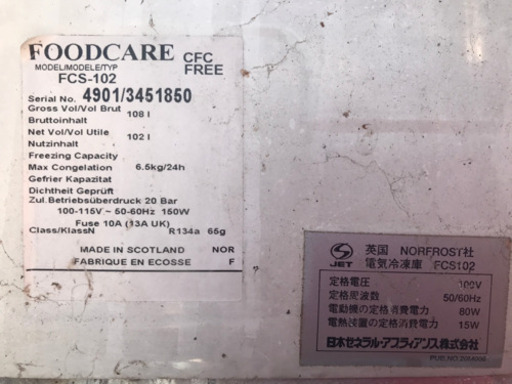 FOODCARE
CFC FREE
MODEL/MODELE/TYP
FCS-102
Serial No. 4901/3451850
Gross Vol/Vol Brut
Bruttoinhalt 108 l
Net Vol/Vol Utile
Nutzinhalt 102 l
Freezing Capacity
Max Congelation 6.5kg/24h
Gefrier Kapazitat
Dichtheit Geprüft
Zul.Betriebsüberdruck 20 Bar
100-115V ~ 50-60Hz 150W
Fuse 10A (13A UK)
Class/KlassN R134a 65g
MADE IN SCOTLAND NOR
FABRIQUE EN ECOSSE F
JET
英国 NORFROST社
電気冷凍庫 FCS102
定格電圧 100V
定格周波数 50/60Hz
電動機の定格消費電力 80W
電熱装置の定格消費電力 15W
日本ゼネラル・アプライアンス株式会社